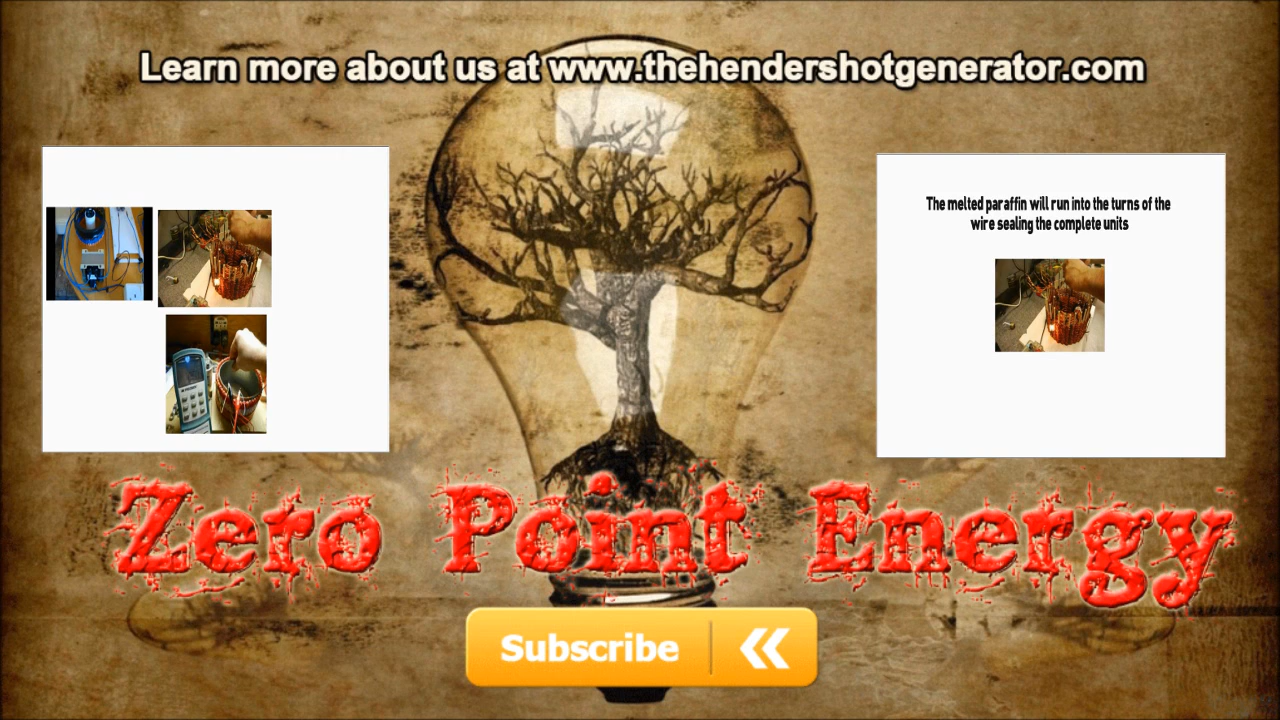 Learn more about us at www.thehendershotgenerator.com
The melted paraffin will run into the turns of the
wire sealing the complete units
Zero Point Energy
Subscribe